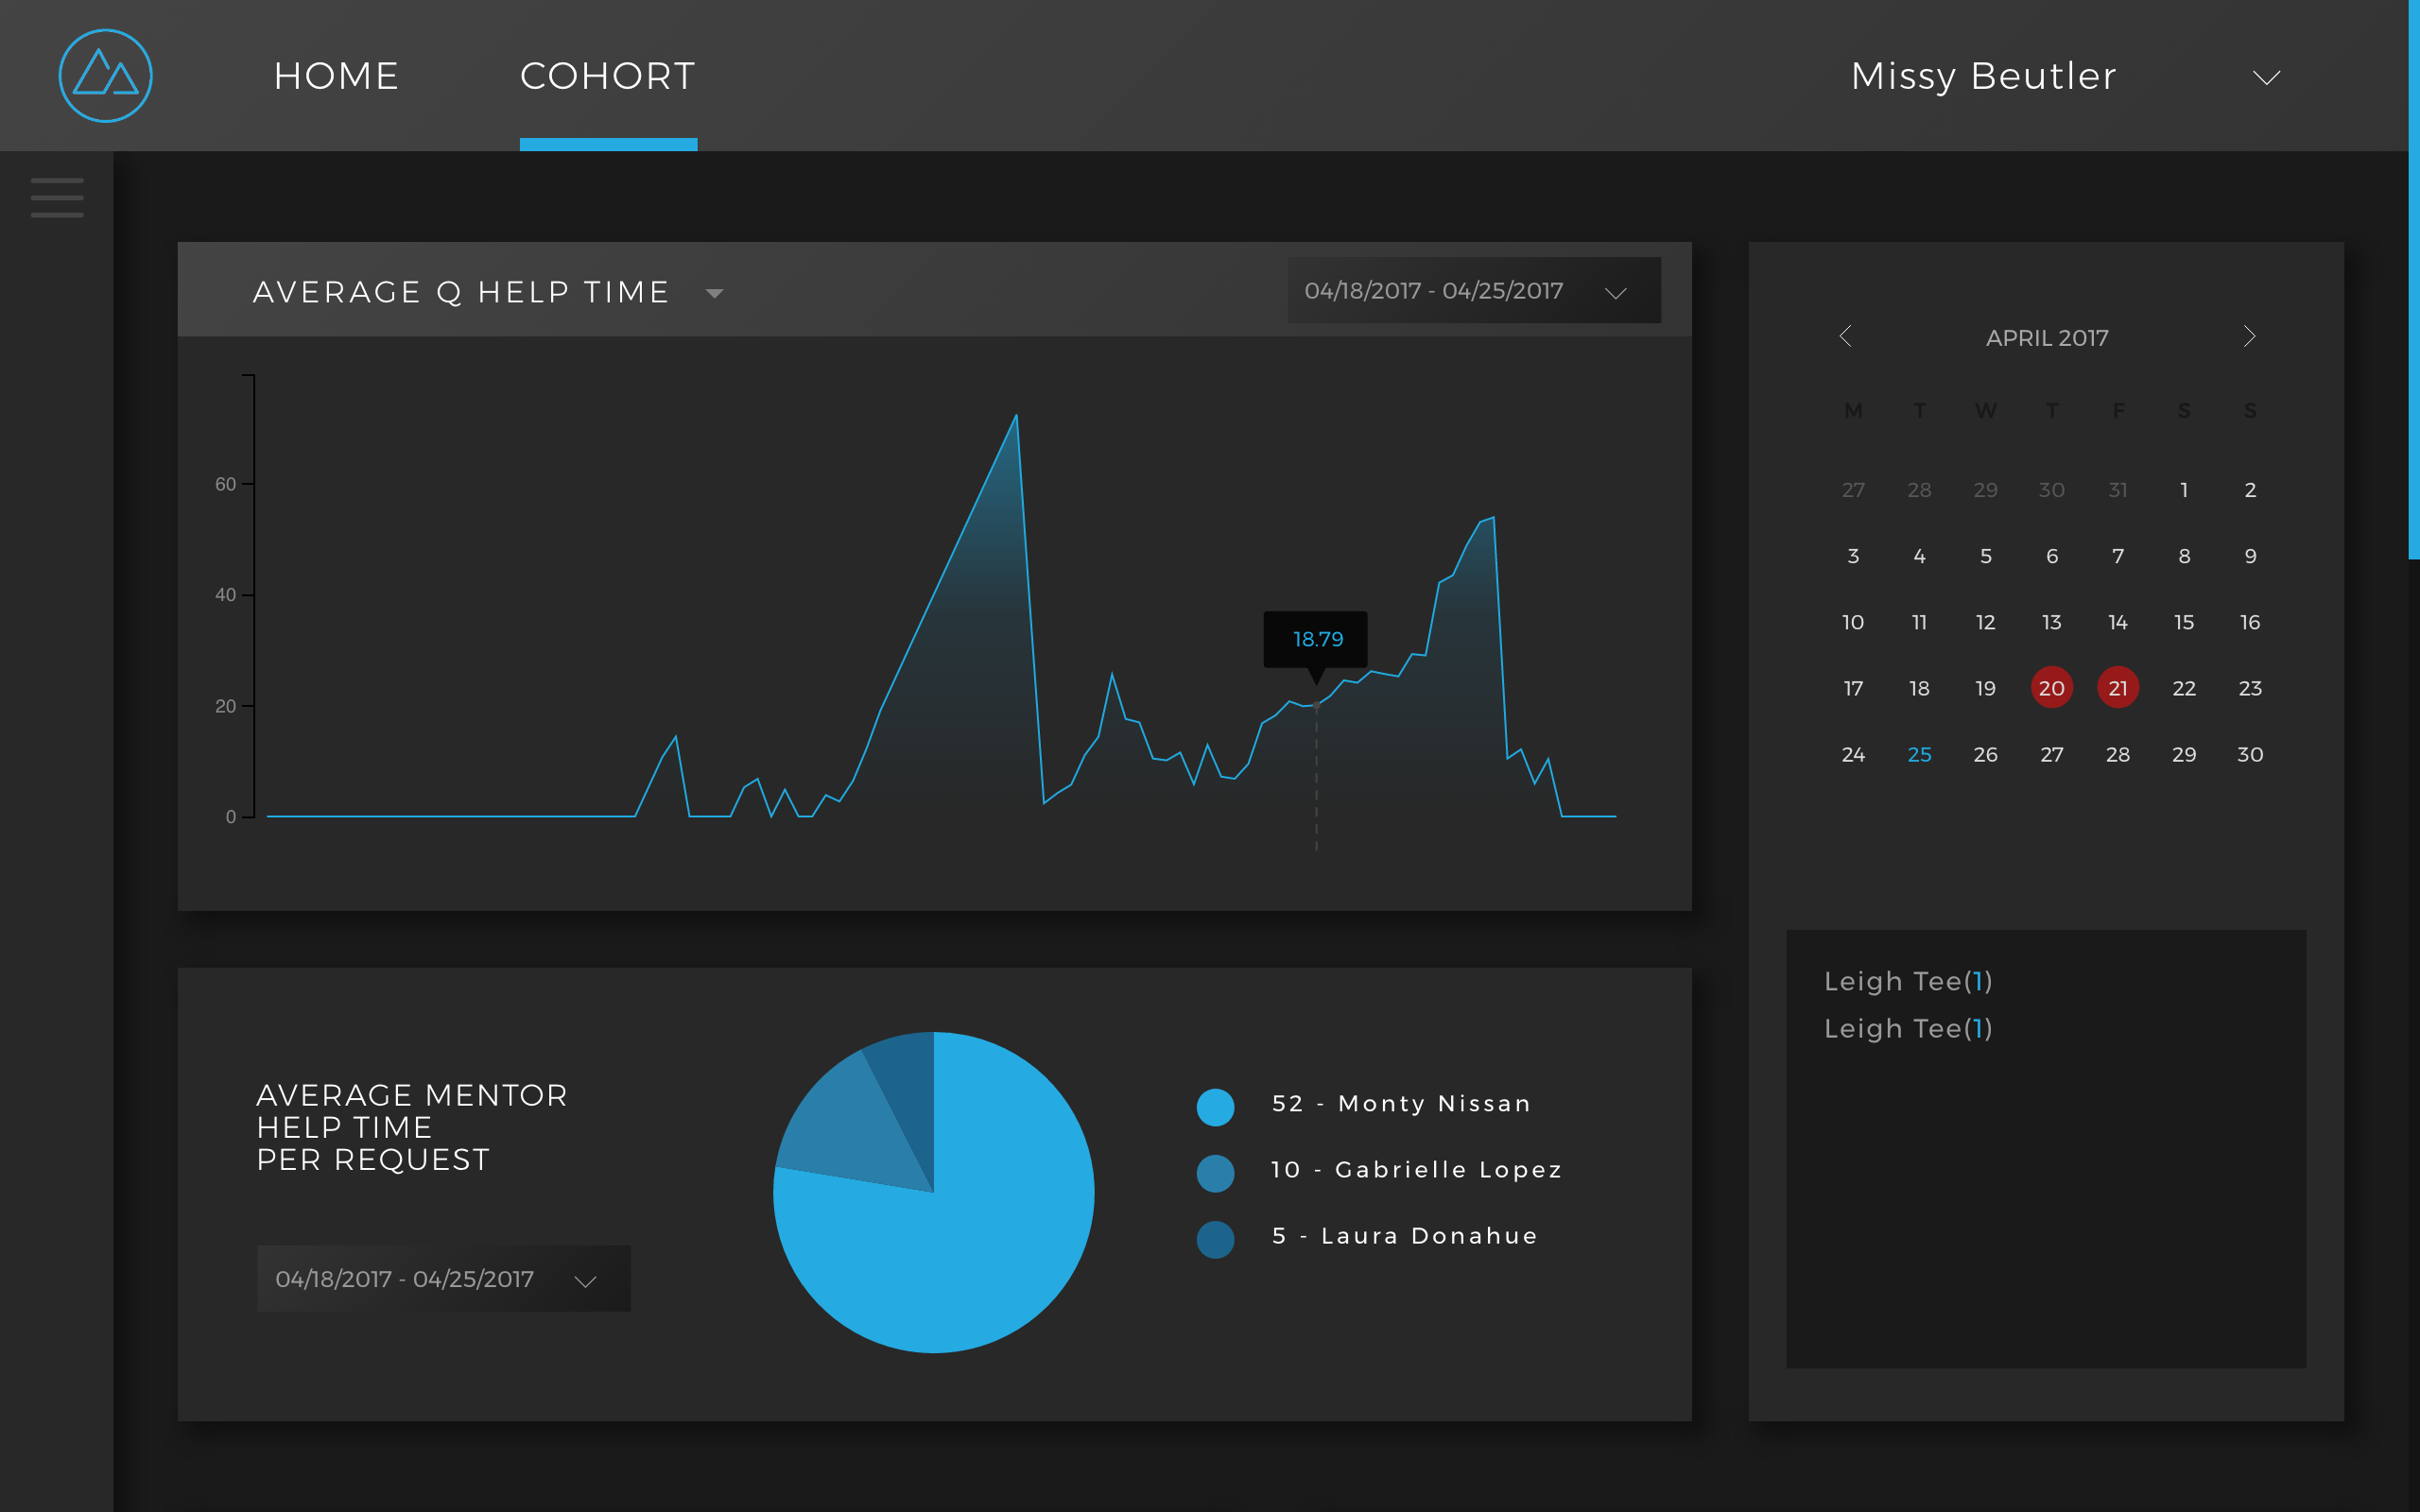 HOME COHORT Missy Beutler
AVERAGE Q HELP TIME 04/18/2017 - 04/25/2017
60
40
20
0
18.79
AVERAGE MENTOR
HELP TIME
PER REQUEST
04/18/2017 - 04/25/2017
52 - Monty Nissan
10 - Gabrielle Lopez
5 - Laura Donahue
APRIL 2017
M T W T F S S
27 28 29 30 31 1 2
3 4 5 6 7 8 9
10 11 12 13 14 15 16
17 18 19 20 21 22 23
24 25 26 27 28 29 30
Leigh Tee(1)
Leigh Tee(1)